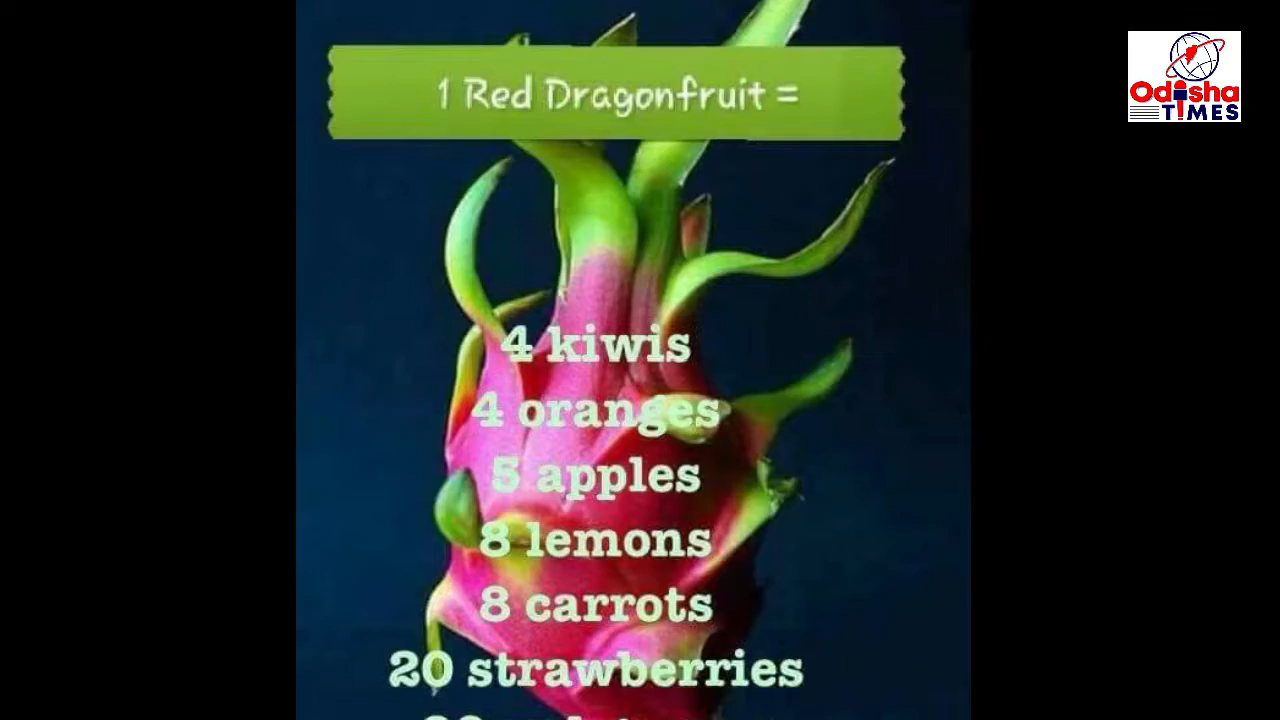 1 Red Dragonfruit =
Odisha
TIMES
4 kiwis
4 oranges
5 apples
8 lemons
8 carrots
20 strawberries